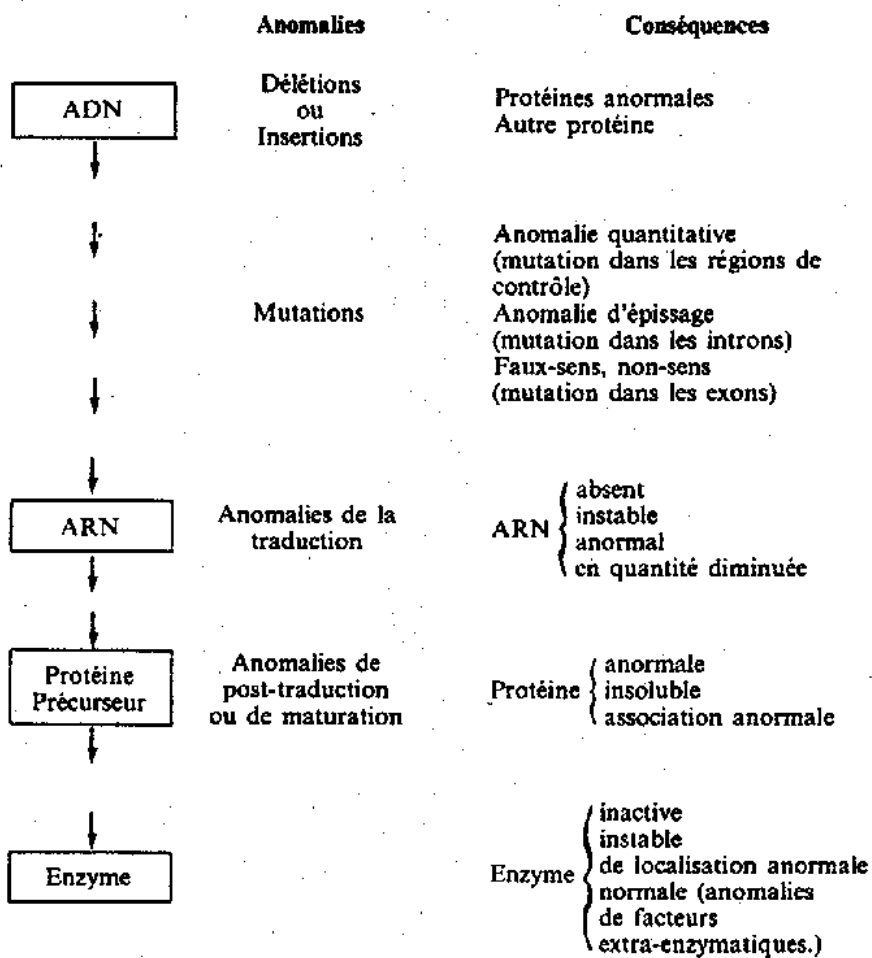 Anomalies Conséquences
ADN
Délétions
ou
Insertions
Protéines anormales
Autre protéine
Mutations
Anomalie quantitative
(mutation dans les régions de
contrôle)
Anomalie d'épissage
(mutation dans les introns)
Faux-sens, non-sens
(mutation dans les exons)
ARN
Anomalies de la
traduction
ARN
absent
instable
anormal
en quantité diminuée
Protéine
Précurseur
Anomalies de
post-traduction
ou de maturation
Protéine
anormale
insoluble
association anormale
Enzyme
Enzyme
inactive
instable
de localisation anormale
normale (anomalies
de facteurs
extra-enzymatiques.)